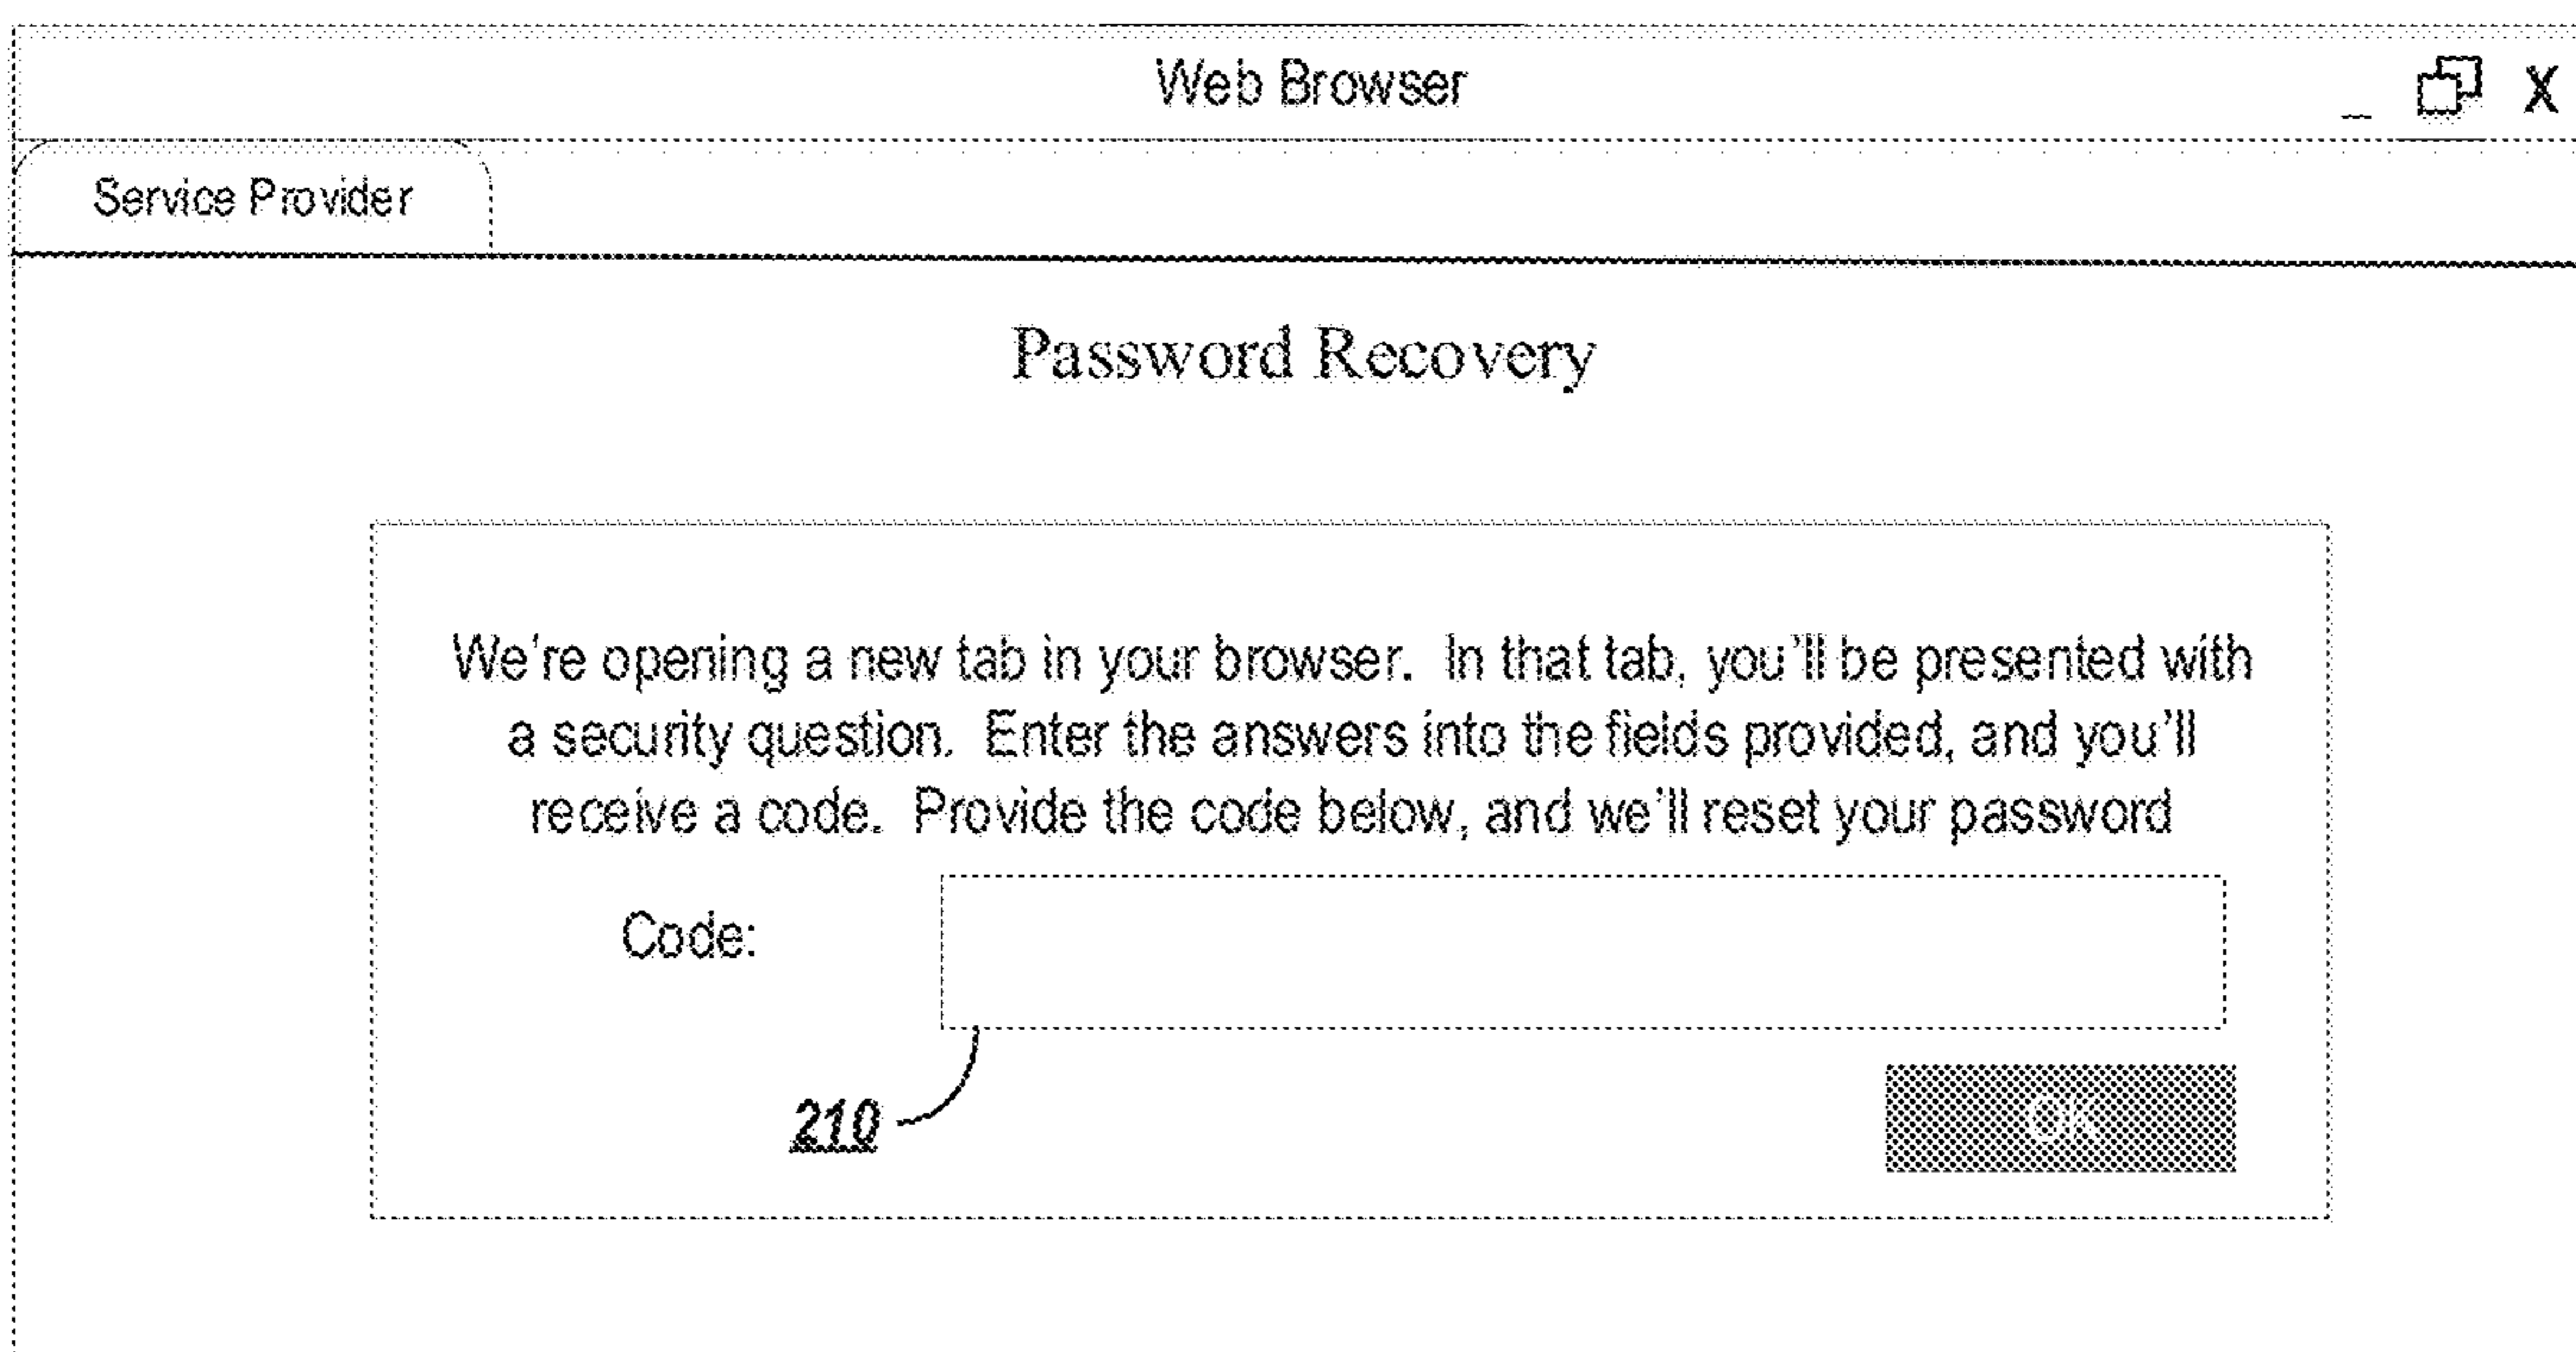 Web Browser _ X
Service Provider
Password Recovery
We're opening a new tab in your browser. In that tab, you'll be presented with
a security question. Enter the answers into the fields provided, and you'll
receive a code. Provide the code below, and we'll reset your password
Code:
210
OK